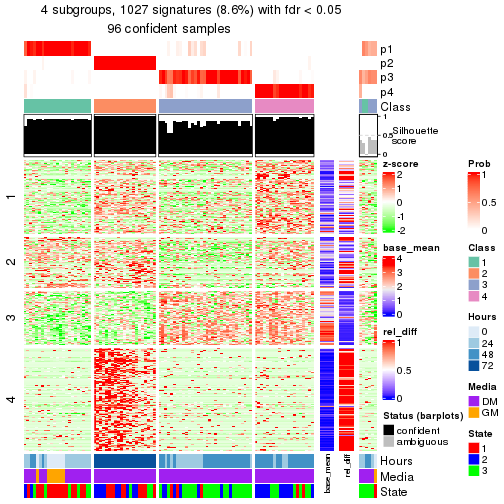 4 subgroups, 1027 signatures (8.6%) with fdr < 0.05
96 confident samples
p1
p2
p3
p4
Class
1
0.5
0
Silhouette
score
1
2
3
4
z-score
2
1
0
-1
-2
base_mean
4
3
2
1
0
rel_diff
1
0.5
0
Status (barplots)
confident
ambiguous
Prob
1
0.5
0
Class
1
2
3
4
Hours
0
24
48
72
Media
DM
GM
State
1
2
3
Hours
Media
State
base_mean
rel_diff